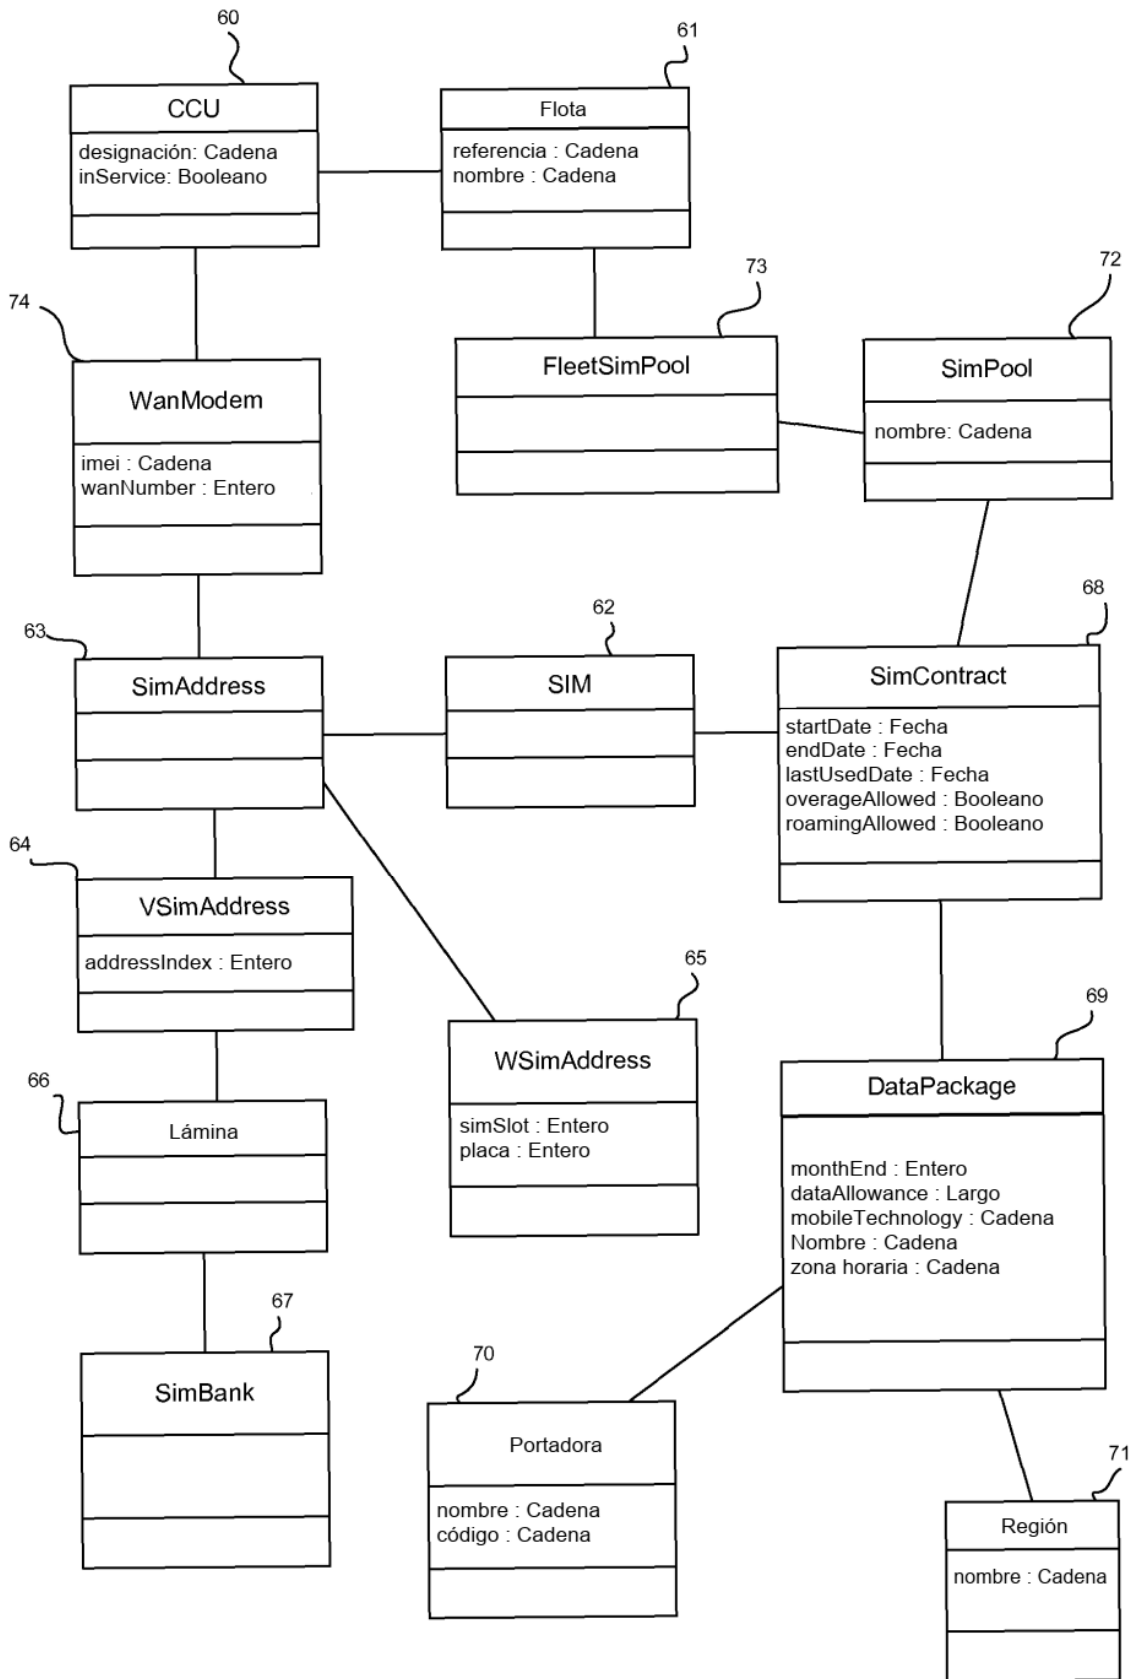 60
61
CCU
designación: Cadena
inService: Booleano
Flota
referencia : Cadena
nombre : Cadena
74
73
72
WanModem
imei : Cadena
wanNumber : Entero
FleetSimPool
SimPool
nombre: Cadena
63
62
68
SimAddress
SIM
SimContract
startDate : Fecha
endDate : Fecha
lastUsedDate : Fecha
overageAllowed : Booleano
roamingAllowed : Booleano
64
VSimAddress
addressIndex : Entero
65
WSimAddress
simSlot : Entero
placa : Entero
69
DataPackage
monthEnd : Entero
dataAllowance : Largo
mobileTechnology : Cadena
Nombre : Cadena
zona horaria : Cadena
66
Lámina
67
SimBank
70
Portadora
nombre : Cadena
código : Cadena
71
Región
nombre : Cadena